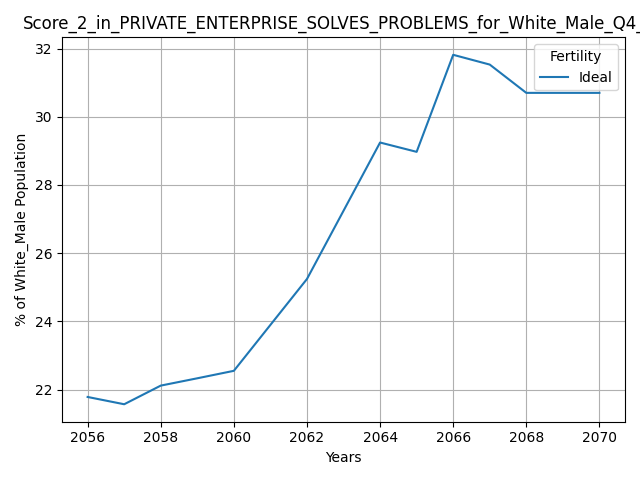 Score_2_in_PRIVATE_ENTERPRISE_SOLVES_PROBLEMS_for_White_Male_Q4_
Fertility
Ideal
32
30
28
26
24
22
% of White_Male Population
2056 2058 2060 2062 2064 2066 2068 2070
Years